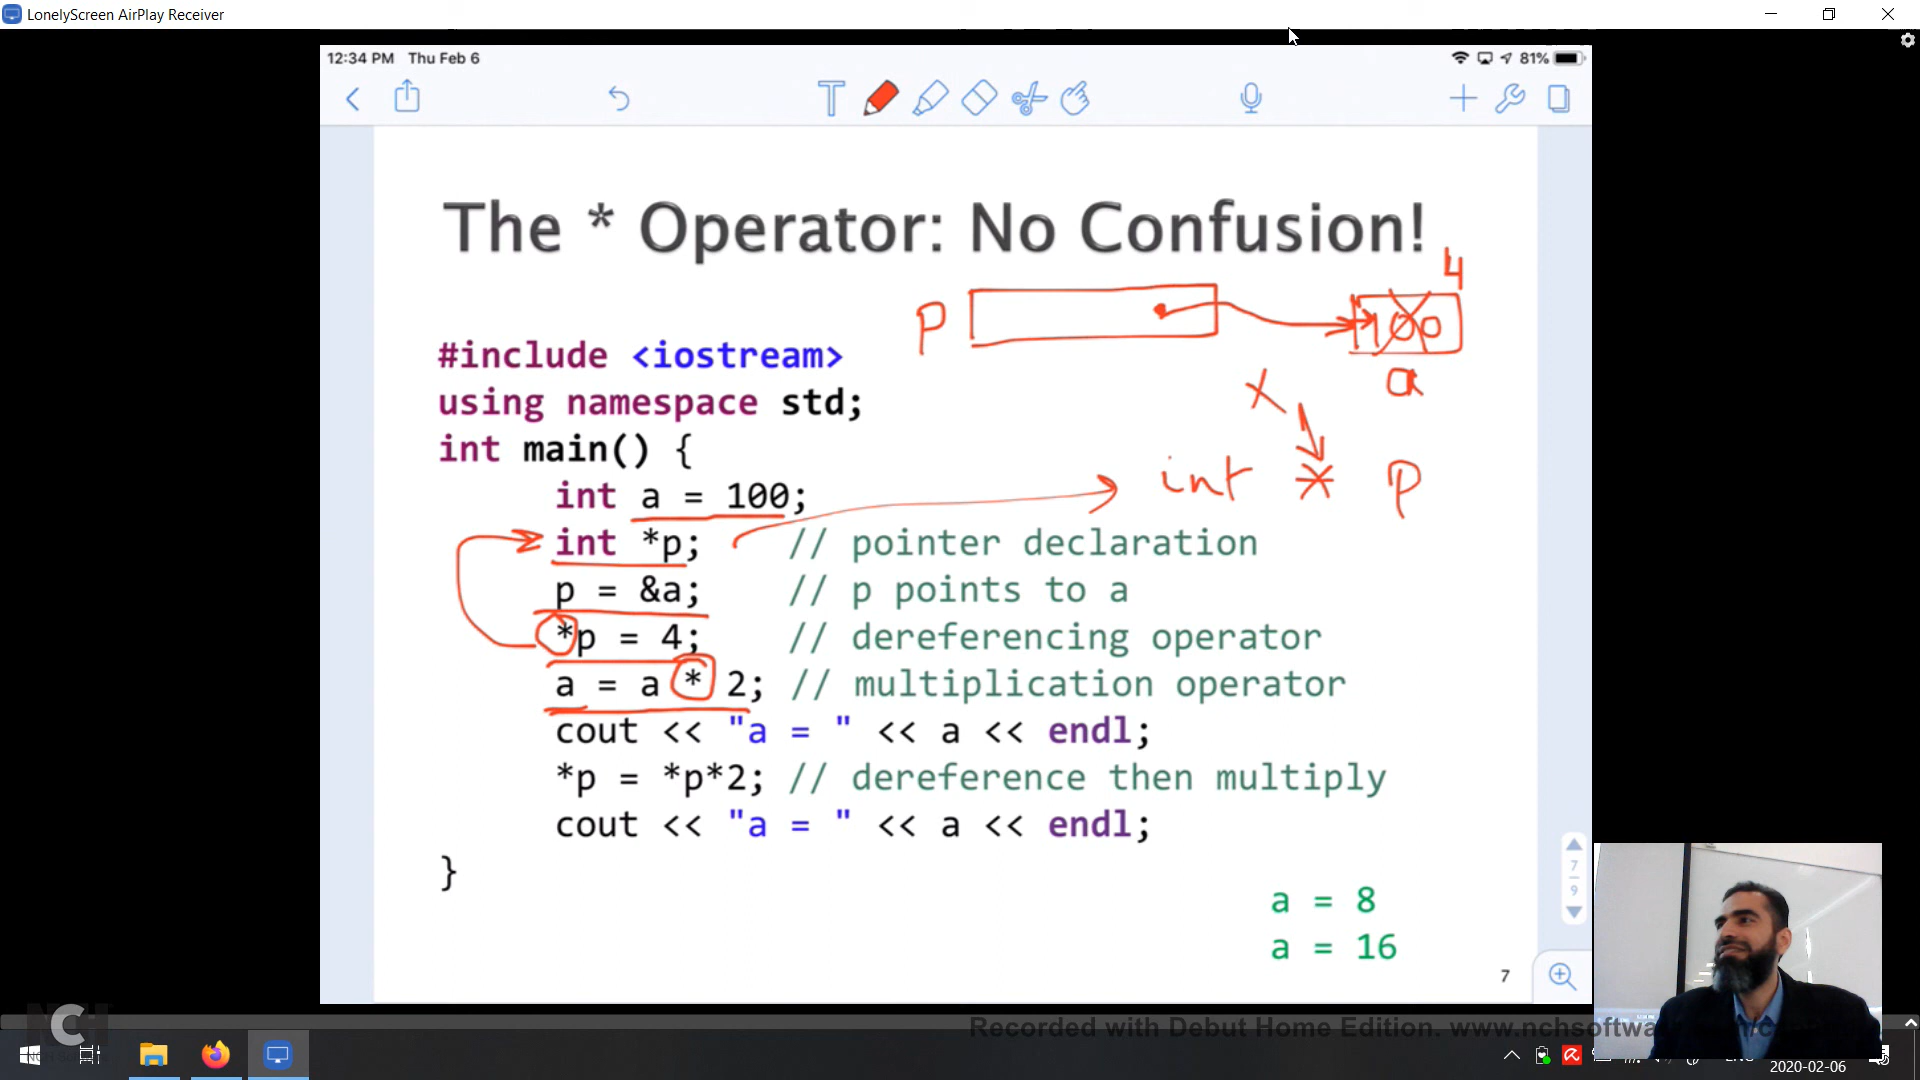 LonelyScreen AirPlay Receiver
12:34 PM Thu Feb 6 81%
The * Operator: No Confusion!
4
p 100
a
#include <iostream>
using namespace std;
int main() {
int a = 100;
int * p
int *p; // pointer declaration
p = &a; // p points to a
*p = 4; // dereferencing operator
a = a * 2; // multiplication operator
cout << "a = " << a << endl;
*p = *p*2; // dereference then multiply
cout << "a = " << a << endl;
}
a = 8
a = 16
7
7
9
Recorded with Debut Home Edition. www.nchsoftwa
2020-02-06